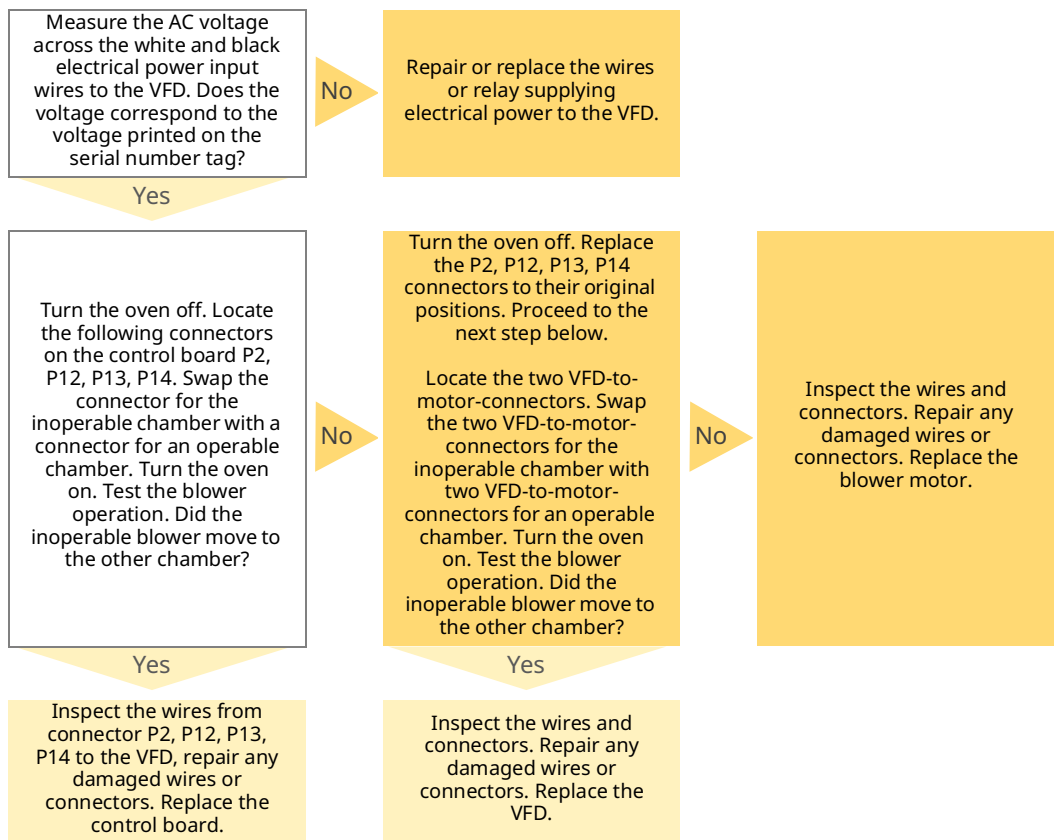 Measure the AC voltage
across the white and black
electrical power input
wires to the VFD. Does the
voltage correspond to the
voltage printed on the
serial number tag?
No
Repair or replace the wires
or relay supplying
electrical power to the VFD.
Yes
Turn the oven off. Locate
the following connectors
on the control board P2,
P12, P13, P14. Swap the
connector for the
inoperable chamber with a
connector for an operable
chamber. Turn the oven
on. Test the blower
operation. Did the
inoperable blower move to
the other chamber?
No
Turn the oven off. Replace
the P2, P12, P13, P14
connectors to their original
positions. Proceed to the
next step below.
Locate the two VFD-to-
motor-connectors. Swap
the two VFD-to-motor-
connectors for the
inoperable chamber with
two VFD-to-motor-
connectors for an operable
chamber. Turn the oven
on. Test the blower
operation. Did the
inoperable blower move to
the other chamber?
No
Inspect the wires and
connectors. Repair any
damaged wires or
connectors. Replace the
blower motor.
Yes
Inspect the wires from
connector P2, P12, P13,
P14 to the VFD, repair any
damaged wires or
connectors. Replace the
control board.
Yes
Inspect the wires and
connectors. Repair any
damaged wires or
connectors. Replace the
VFD.